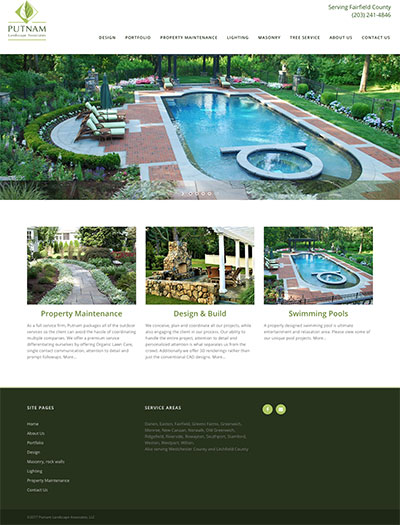 PUTNAM
Landscape Associates
Serving Fairfield County
(203) 241-4846
DESIGN PORTFOLIO PROPERTY MAINTENANCE LIGHTING MASONRY TREE SERVICE ABOUT US CONTACT US
Property Maintenance
As a full service firm, Putnam packages all of the outdoor
services so the client can avoid the hassle of coordinating
multiple companies. We offer a premium service
differentiating ourselves by offering Organic Lawn Care,
single contact communication, attention to detail and
prompt followups. More...
Design & Build
We conceive, plan and coordinate all our projects while
also engaging the client in our process. Our ability to
handle the entire project, attention to detail and
personalized attention is what separates us from the
crowd. Additionally we offer 3D renderings rather than
just the conventional CAD designs. More...
Swimming Pools
A properly designed swimming pool is ultimate
entertainment and relaxation area. Please view some of
our unique pool projects. More...
SITE PAGES
Home
About Us
Portfolio
Design
Masonry, rock walls
Lighting
Property Maintenance
Contact Us
SERVICE AREAS
Darien, Easton, Fairfield, Groves Farms, Greenwich,
Monroe, New Canaan, Norwalk, Old Greenwich,
Ridgefield, Riverside, Rowayton, Southport, Stamford,
Weston, Westport, Wilton
Also serving Westchester County and Litchfield County
©2017 Putnam Landscape Associates, LLC